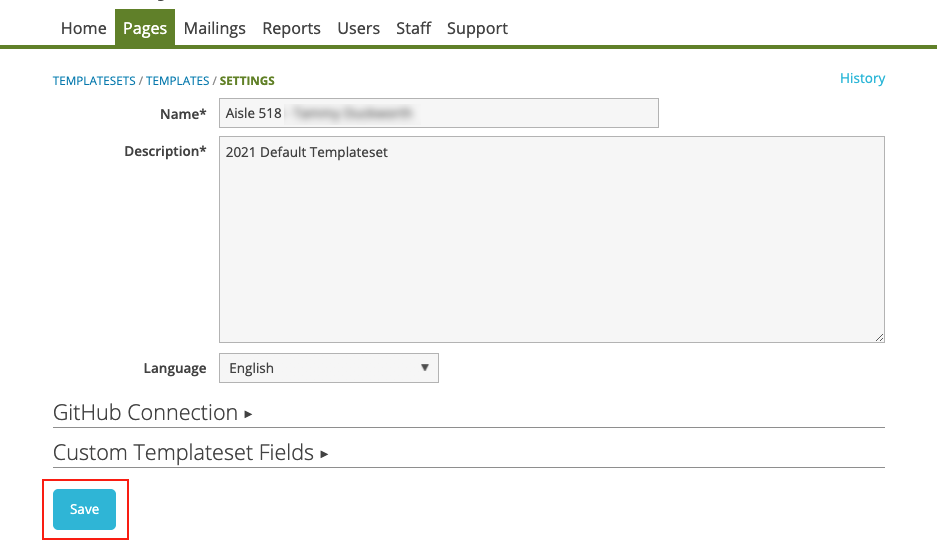 Home Pages Mailings Reports Users Staff Support
TEMPLATESETS / TEMPLATES / SETTINGS
History
Name* Aisle 518
Description* 2021 Default Templateset
Language English ▼
GitHub Connection ▸
Custom Templateset Fields ▸
Save